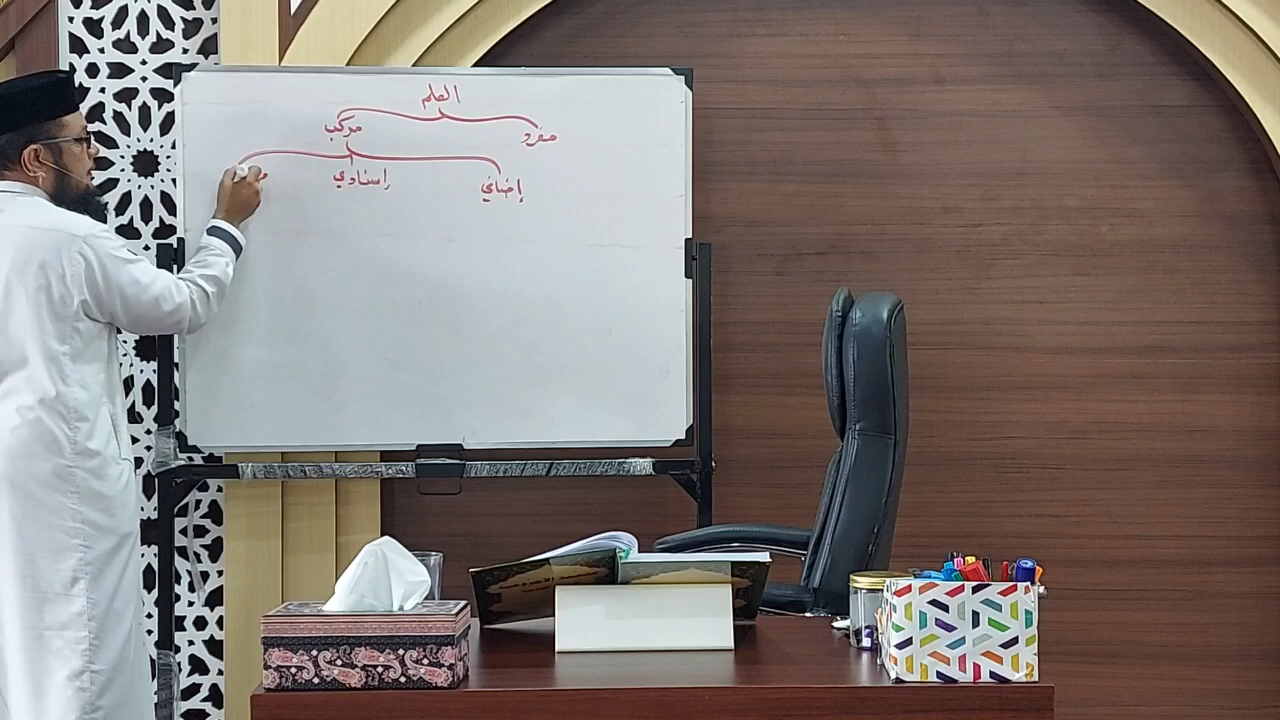 العلم
مفرد مركب
إضافي إسنادي